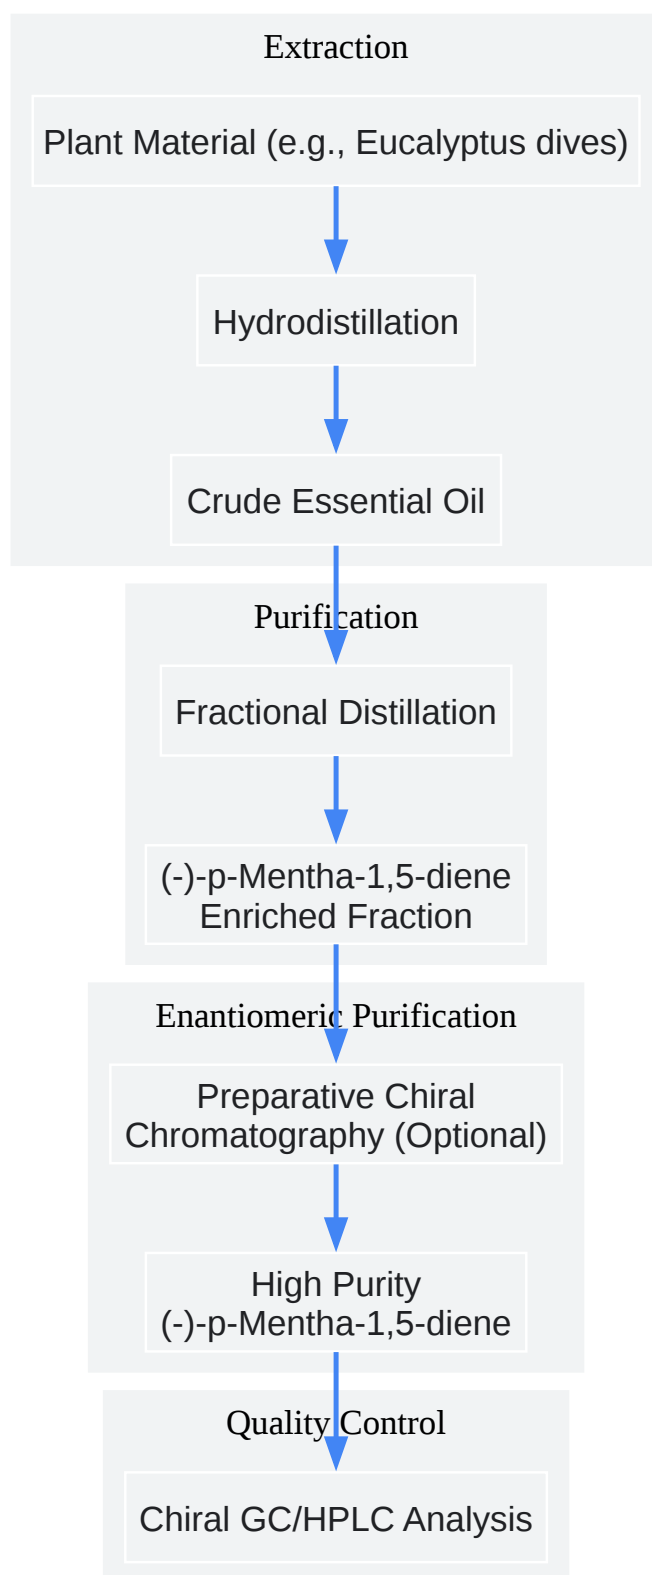 Extraction
Plant Material (e.g., Eucalyptus dives)
Hydrodistillation
Crude Essential Oil
Purification
Fractional Distillation
(-)-p-Mentha-1,5-diene
Enriched Fraction
Enantiomeric Purification
Preparative Chiral
Chromatography (Optional)
High Purity
(-)-p-Mentha-1,5-diene
Quality Control
Chiral GC/HPLC Analysis